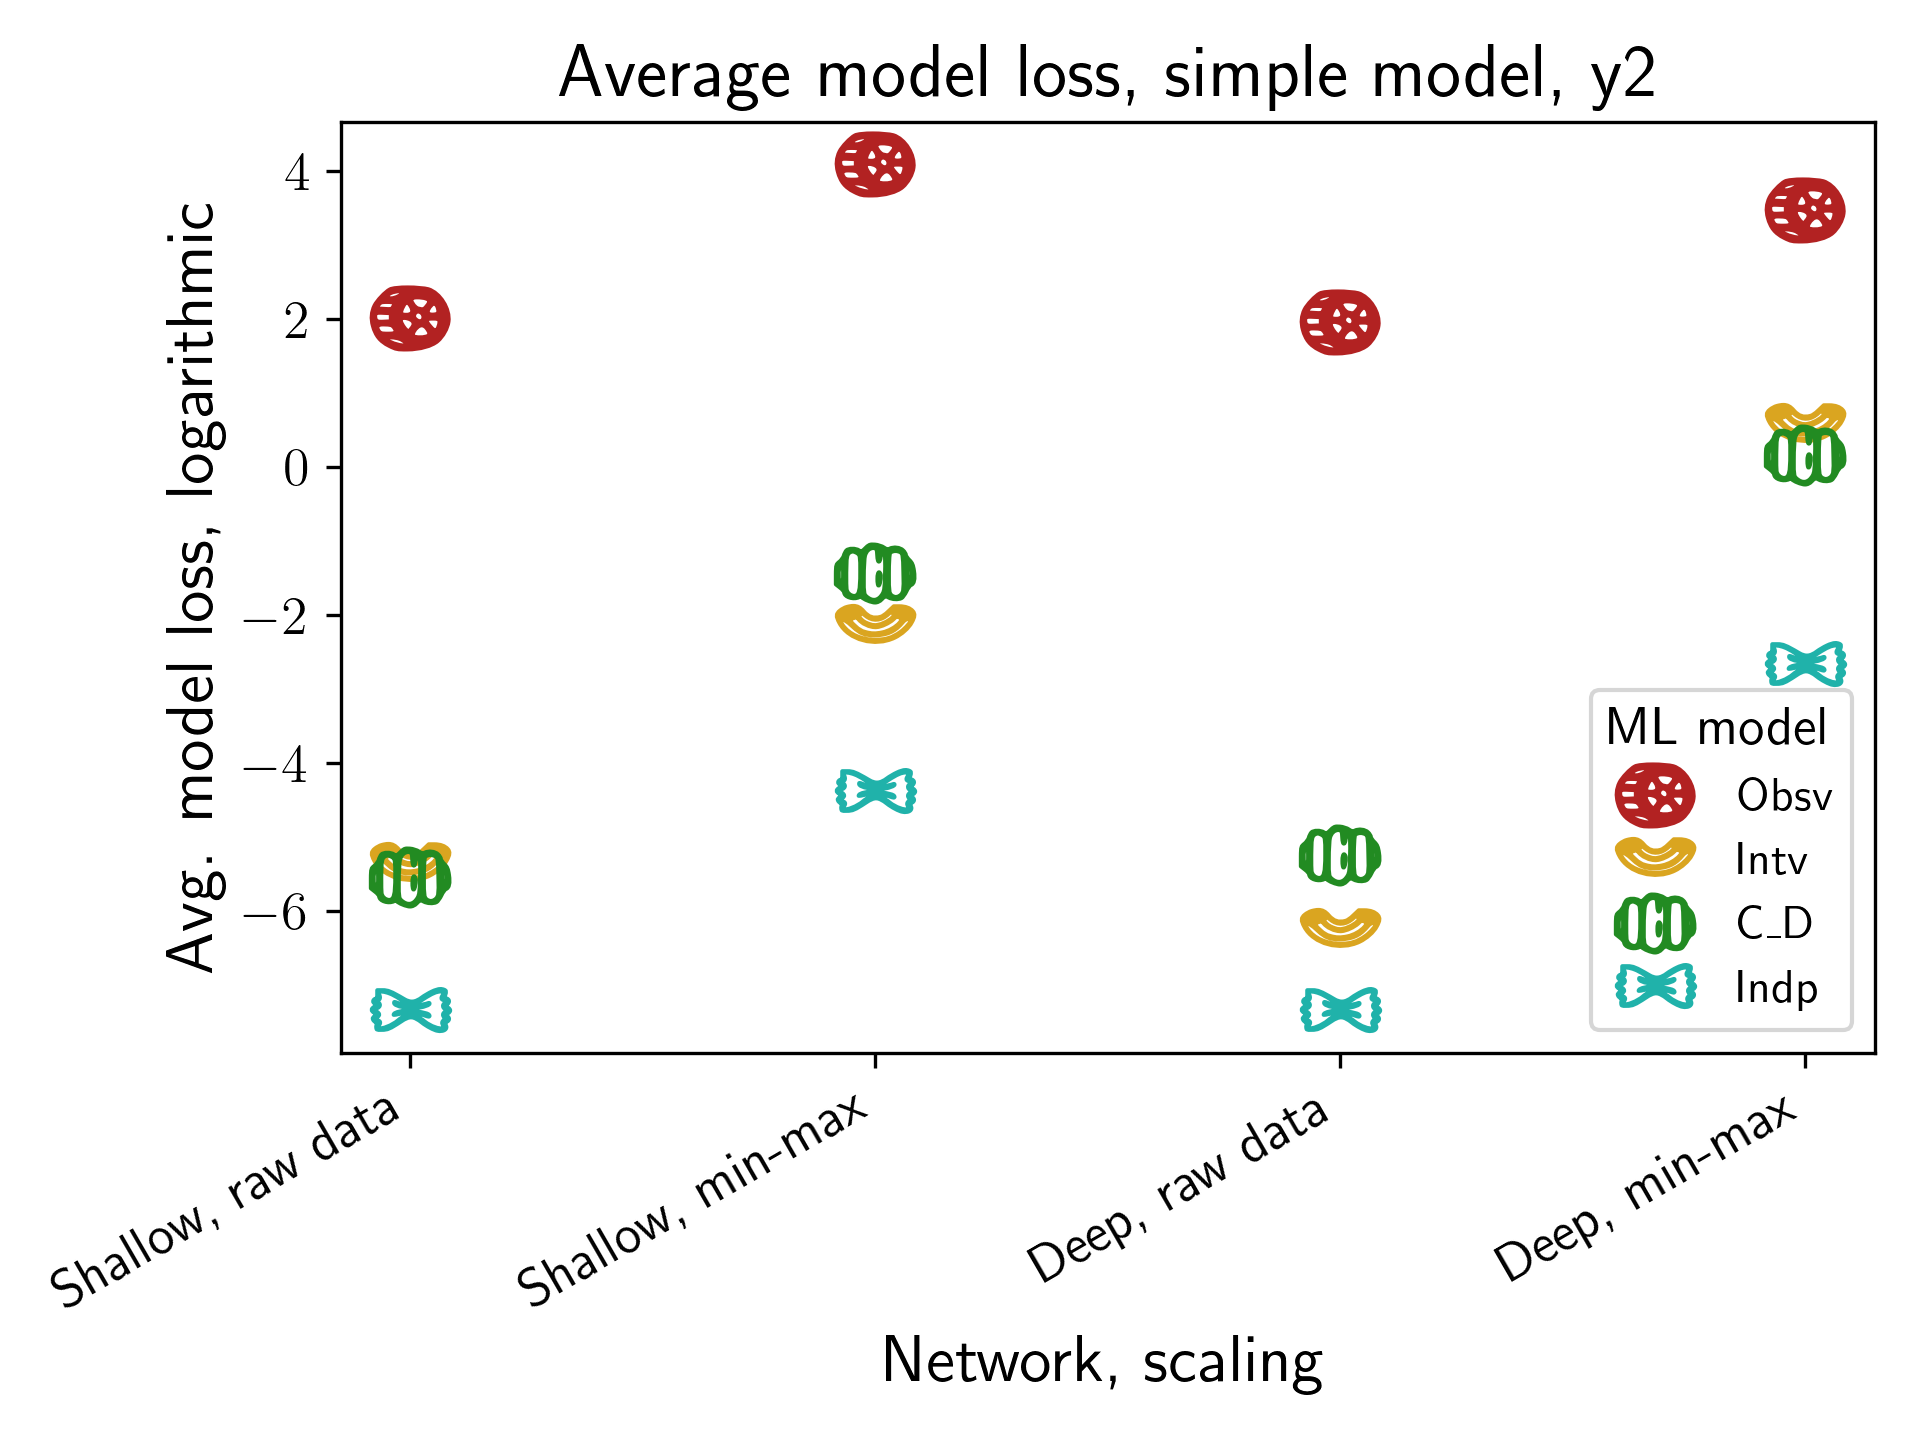 Average model loss, simple model, y2
Avg. model loss, logarithmic
4
2
0
−2
−4
−6
ML model
Obsv
Intv
C_D
Indp
Shallow, raw data
Shallow, min-max
Deep, raw data
Deep, min-max
Network, scaling